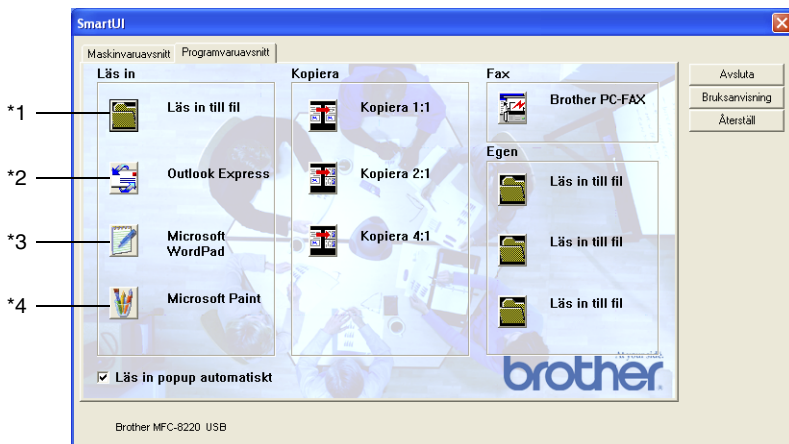 SmartUI
Maskinvaruavsnitt
Programvaruavsnitt
Läs in
*1
Läs in till fil
*2
Outlook Express
*3
Microsoft
WordPad
*4
Microsoft Paint
Läs in popup automatiskt
Kopiera
Kopiera 1:1
Kopiera 2:1
Kopiera 4:1
Fax
Brother PC-FAX
Egen
Läs in till fil
Läs in till fil
Läs in till fil
At your side.
brother
Avsluta
Bruksanvisning
Återställ
Brother MFC-8220 USB